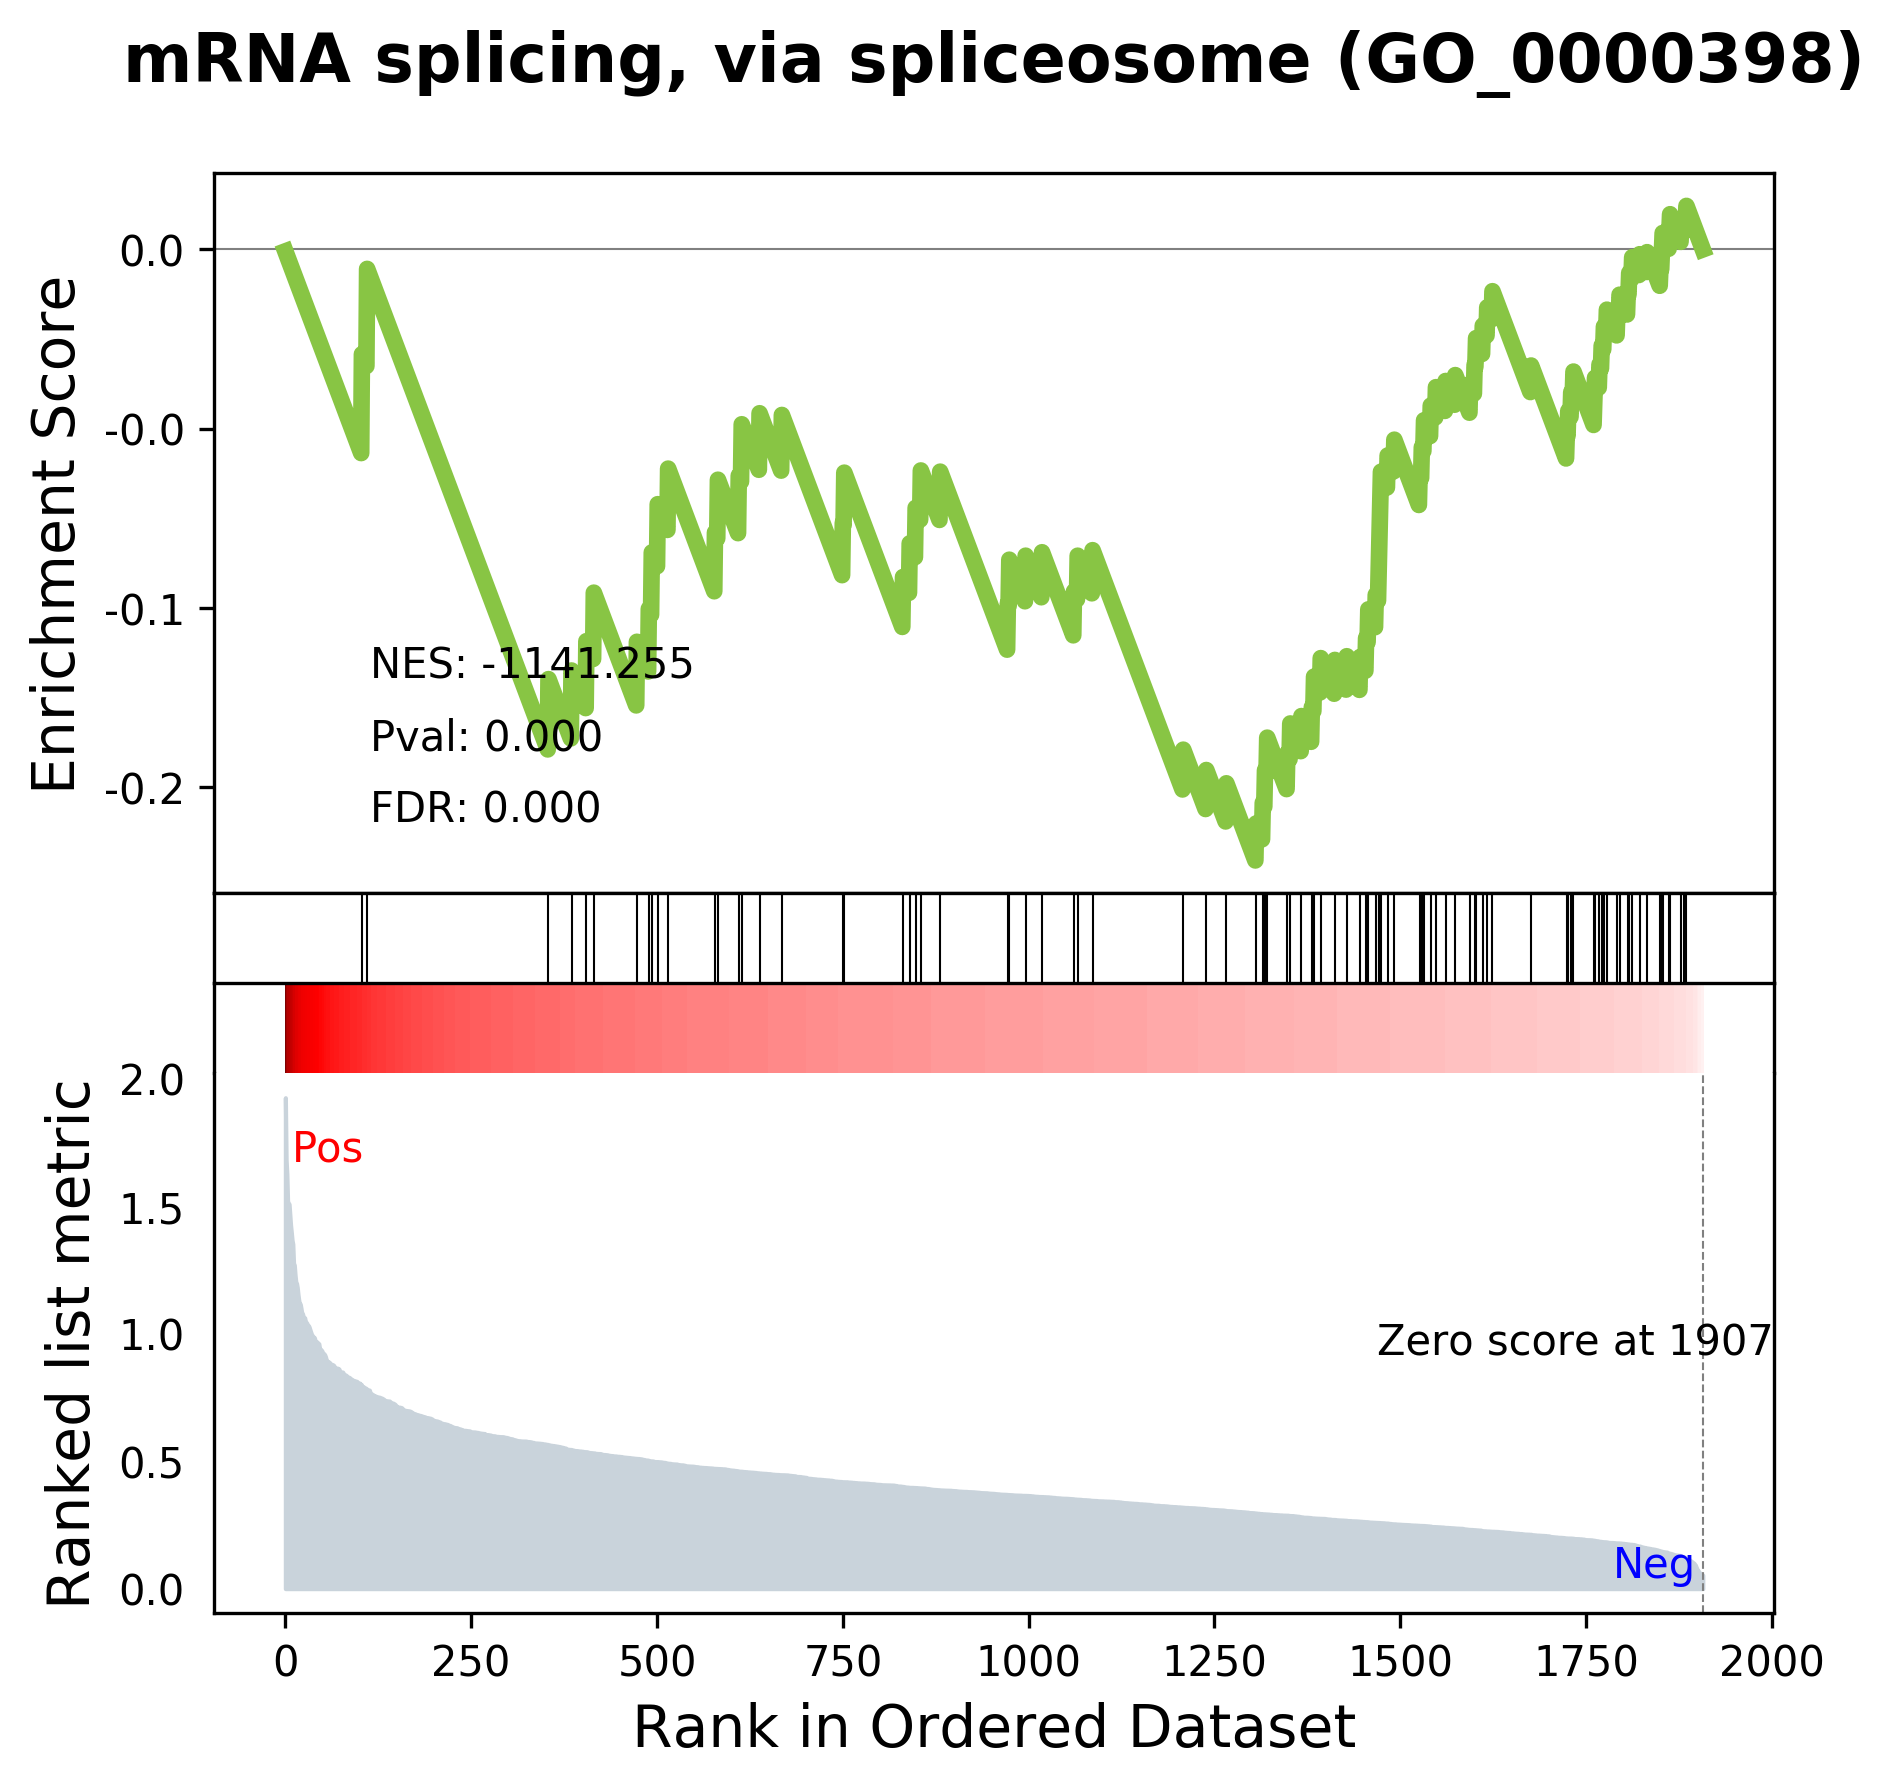 mRNA splicing, via spliceosome (GO_0000398)
Enrichment Score
0.0
-0.0
-0.1
-0.2
NES: -1141.255
Pval: 0.000
FDR: 0.000
Ranked list metric
2.0
1.5
1.0
0.5
0.0
Pos
Zero score at 1907
Neg
0 250 500 750 1000 1250 1500 1750 2000
Rank in Ordered Dataset